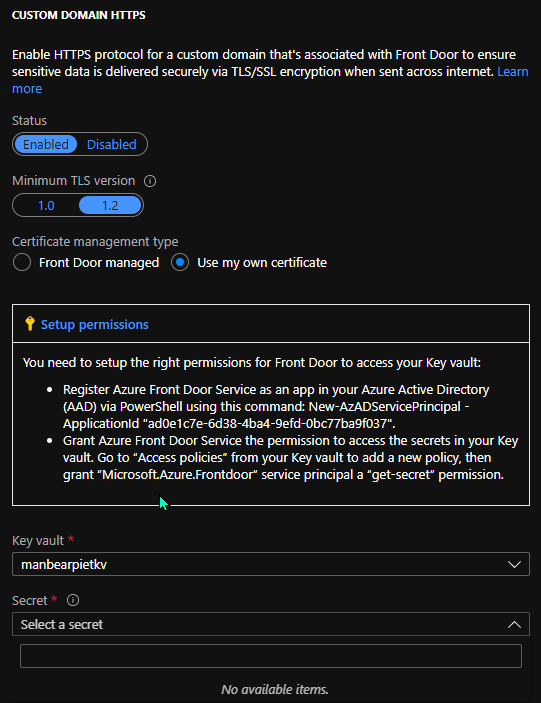 CUSTOM DOMAIN HTTPS
Enable HTTPS protocol for a custom domain that's associated with Front Door to ensure
sensitive data is delivered securely via TLS/SSL encryption when sent across internet. Learn
more
Status
Enabled Disabled
Minimum TLS version
1.0 1.2
Certificate management type
Front Door managed Use my own certificate
Setup permissions
You need to setup the right permissions for Front Door to access your Key vault:
• Register Azure Front Door Service as an app in your Azure Active Directory
(AAD) via PowerShell using this command: New-AzADServicePrincipal -
ApplicationId "ad0e1c7e-6d38-4ba4-9efd-0bc77ba9f037".
• Grant Azure Front Door Service the permission to access the secrets in your Key
vault. Go to “Access policies” from your Key vault to add a new policy, then
grant “Microsoft.Azure.Frontdoor” service principal a “get-secret” permission.
Key vault *
manbearpietkv
Secret *
Select a secret
No available items.